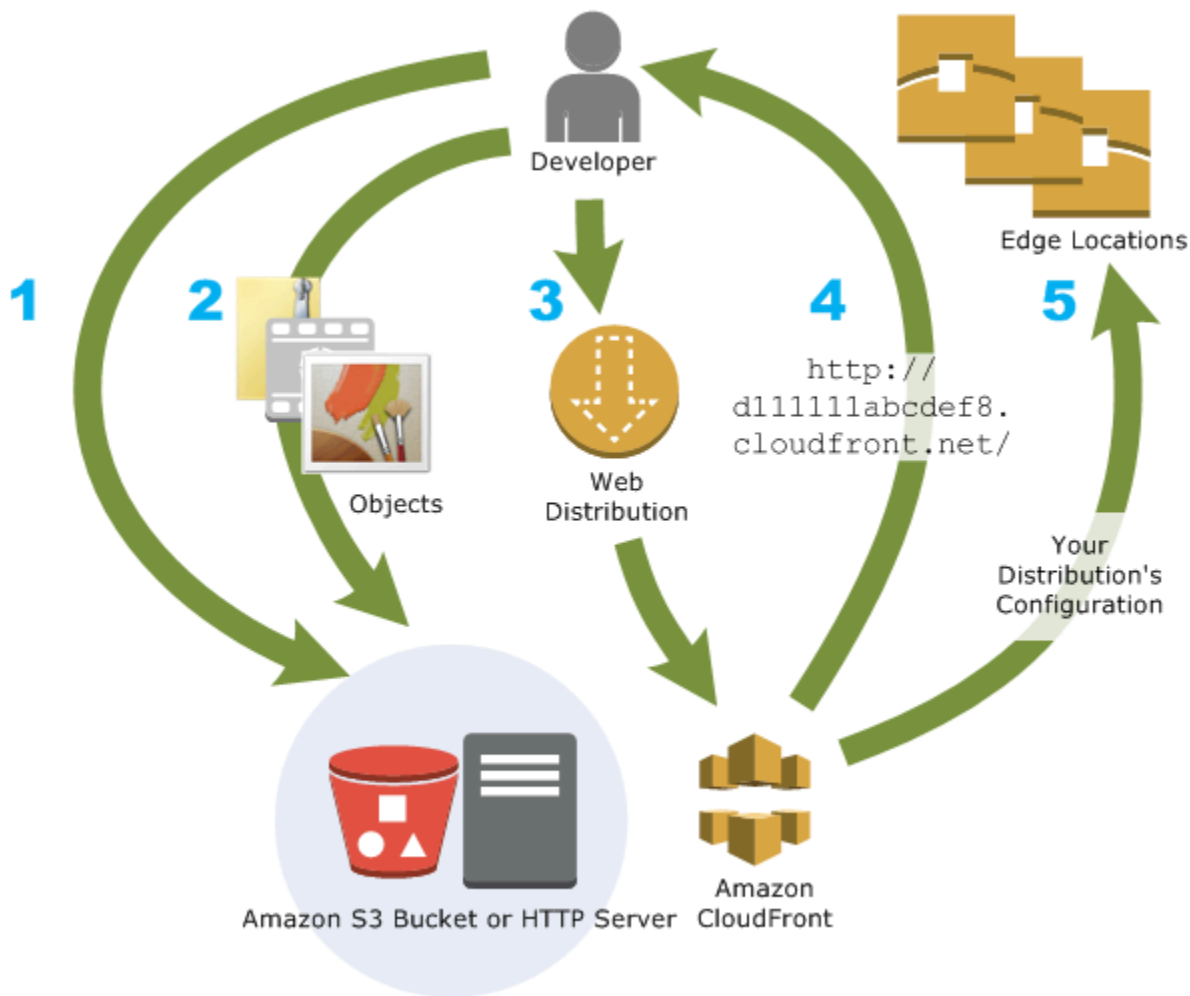 Developer
Edge Locations
1
2
3
4
5
http://
d111111abcdef8.
cloudfront.net/
Web
Distribution
Objects
Your
Distribution's
Configuration
Amazon S3 Bucket or HTTP Server
Amazon
CloudFront